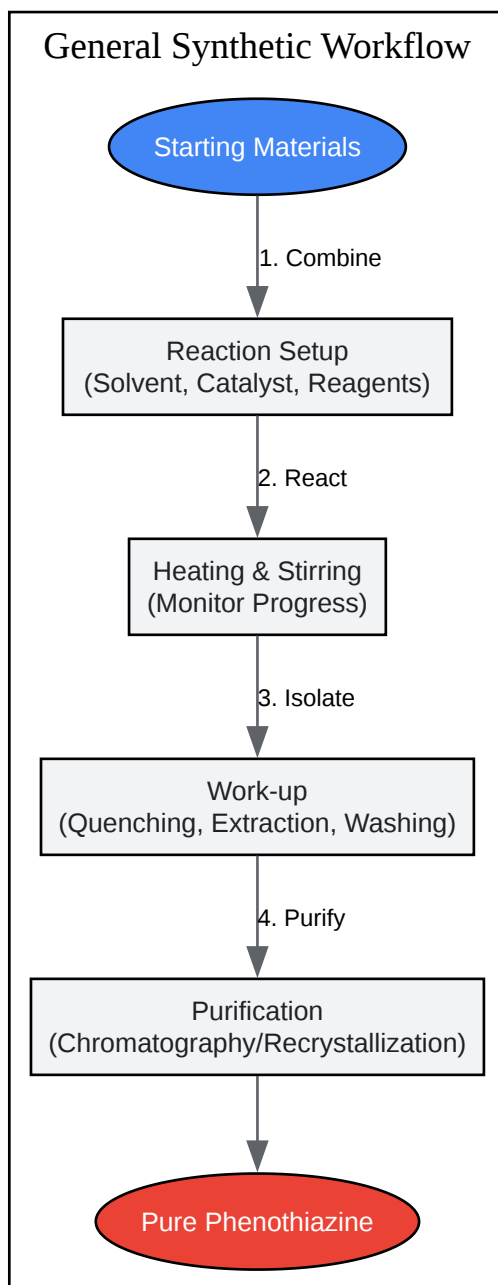 General Synthetic Workflow
Starting Materials
1. Combine
Reaction Setup
(Solvent, Catalyst, Reagents)
2. React
Heating & Stirring
(Monitor Progress)
3. Isolate
Work-up
(Quenching, Extraction, Washing)
4. Purify
Purification
(Chromatography/Recrystallization)
Pure Phenothiazine